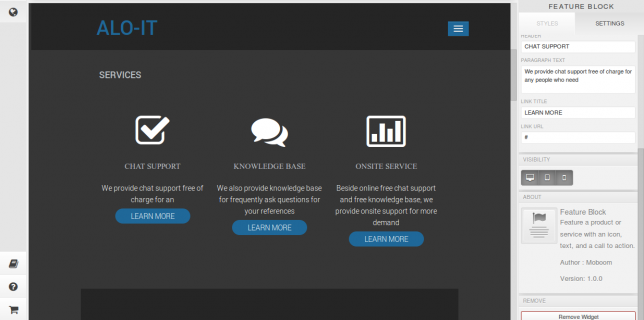 FEATURE BLOCK
STYLES
SETTINGS
ALO-IT
SERVICES
CHAT SUPPORT
We provide chat support free of
charge for an
LEARN MORE
KNOWLEDGE BASE
We also provide knowledge base
for frequently ask questions for
your references
LEARN MORE
ONSITE SERVICE
Beside online free chat support
and free knowledge base, we
provide onsite support for more
demand
LEARN MORE
HEADER
CHAT SUPPORT
PARAGRAPH TEXT
We provide chat support free of charge for
any people who need
LINK TITLE
LEARN MORE
LINK URL
#
VISIBILITY
ABOUT
Feature Block
Feature a product or
service with an icon,
text, and a call to action.
Author : Moboom
Version: 1.0.0
REMOVE
Remove Widget